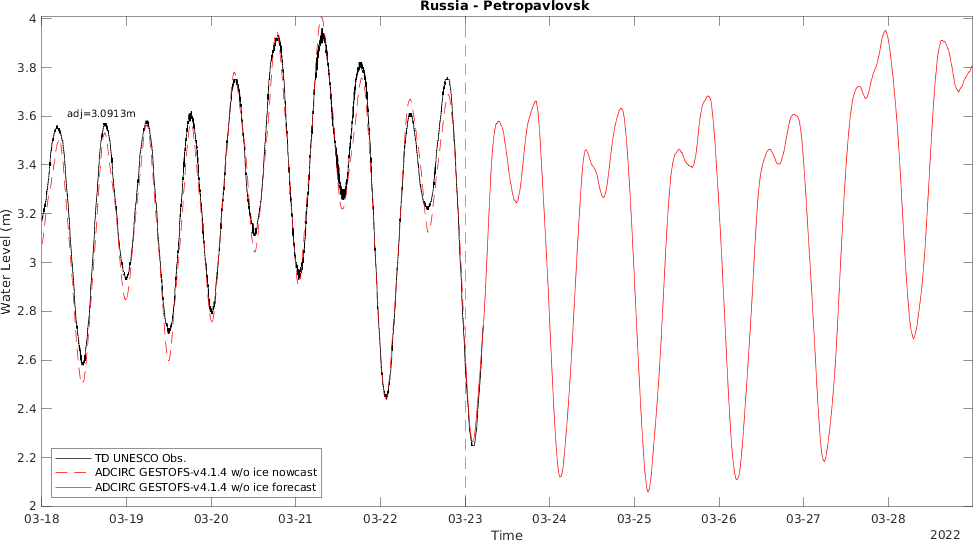 Russia - Petropavlovsk
Water Level (m)
4
3.8
3.6
3.4
3.2
3
2.8
2.6
2.4
2.2
2
adj=3.0913m
TD UNESCO Obs.
ADCIRC GESTOFS-v4.1.4 w/o ice nowcast
ADCIRC GESTOFS-v4.1.4 w/o ice forecast
03-18 03-19 03-20 03-21 03-22 03-23 03-24 03-25 03-26 03-27 03-28
Time
2022